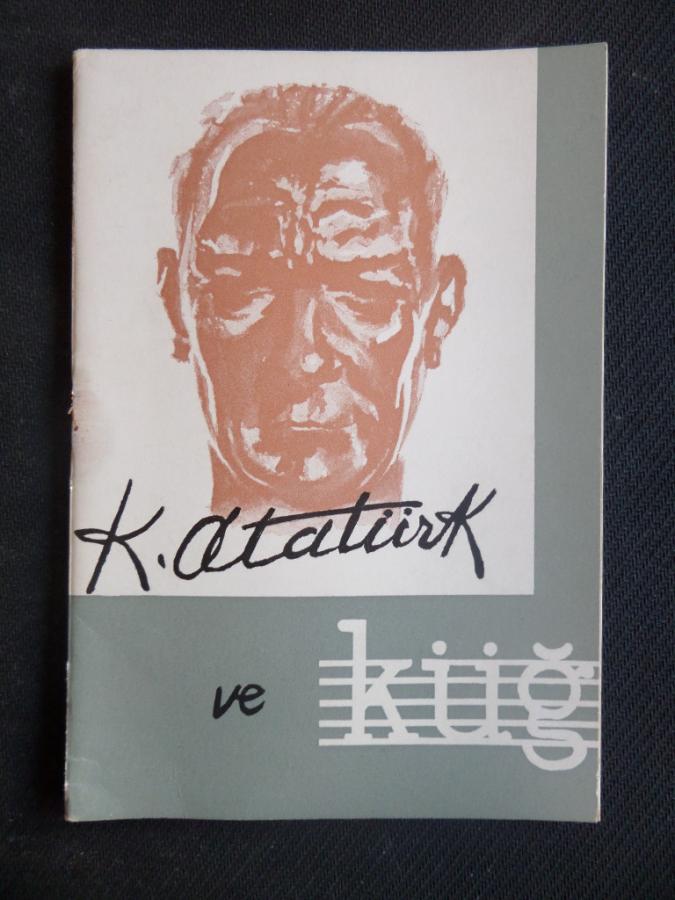 K. Atatürk
ve küğ